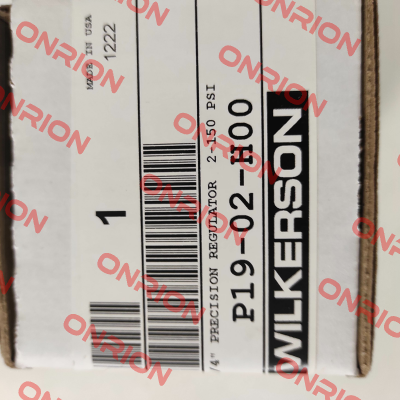 WILKERSON
P19-02-H00
/4" PRECISION REGULATOR 2-150 PSI
1
MADE IN USA
1222
ONRION
ONRION
ONRION
ONRION
ONRION
ONRION
ONRION
ONRION
ONRION